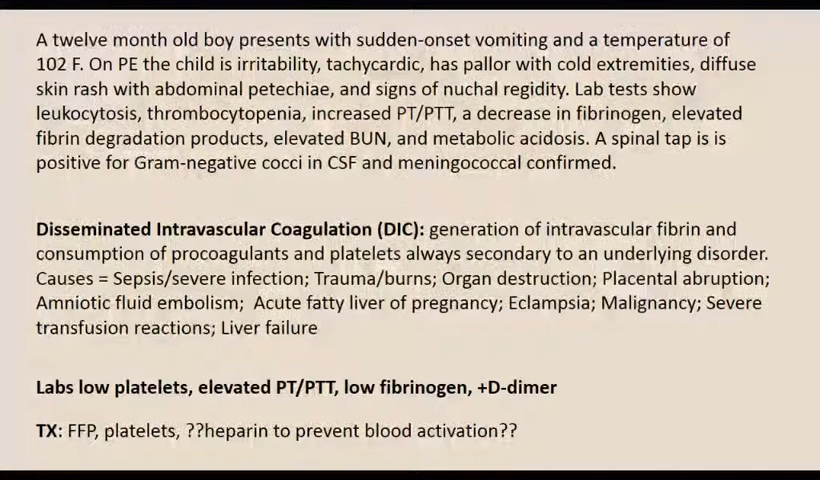 A twelve month old boy presents with sudden-onset vomiting and a temperature of
102 F. On PE the child is irritability, tachycardic, has pallor with cold extremities, diffuse
skin rash with abdominal petechiae, and signs of nuchal regidity. Lab tests show
leukocytosis, thrombocytopenia, increased PT/PTT, a decrease in fibrinogen, elevated
fibrin degradation products, elevated BUN, and metabolic acidosis. A spinal tap is is
positive for Gram-negative cocci in CSF and meningococcal confirmed.
Disseminated Intravascular Coagulation (DIC): generation of intravascular fibrin and
consumption of procoagulants and platelets always secondary to an underlying disorder.
Causes = Sepsis/severe infection; Trauma/burns; Organ destruction; Placental abruption;
Amniotic fluid embolism; Acute fatty liver of pregnancy; Eclampsia; Malignancy; Severe
transfusion reactions; Liver failure
Labs low platelets, elevated PT/PTT, low fibrinogen, +D-dimer
TX: FFP, platelets, ??heparin to prevent blood activation??